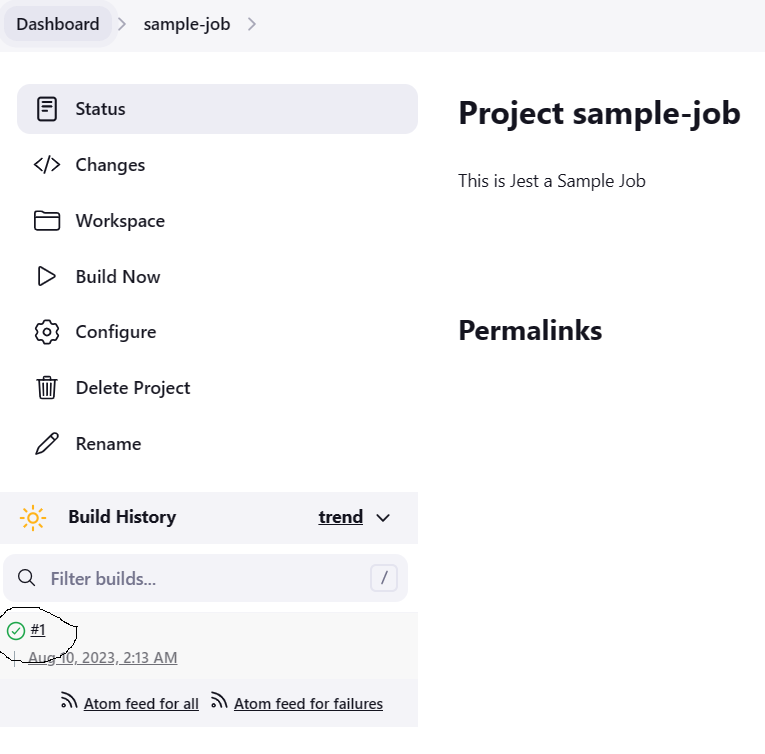 Dashboard sample-job
Status
Changes
Workspace
Build Now
Configure
Delete Project
Rename
Build History trend
Filter builds... /
#1
Aug 10, 2023, 2:13 AM
Atom feed for all Atom feed for failures
Project sample-job
This is Jest a Sample Job
Permalinks